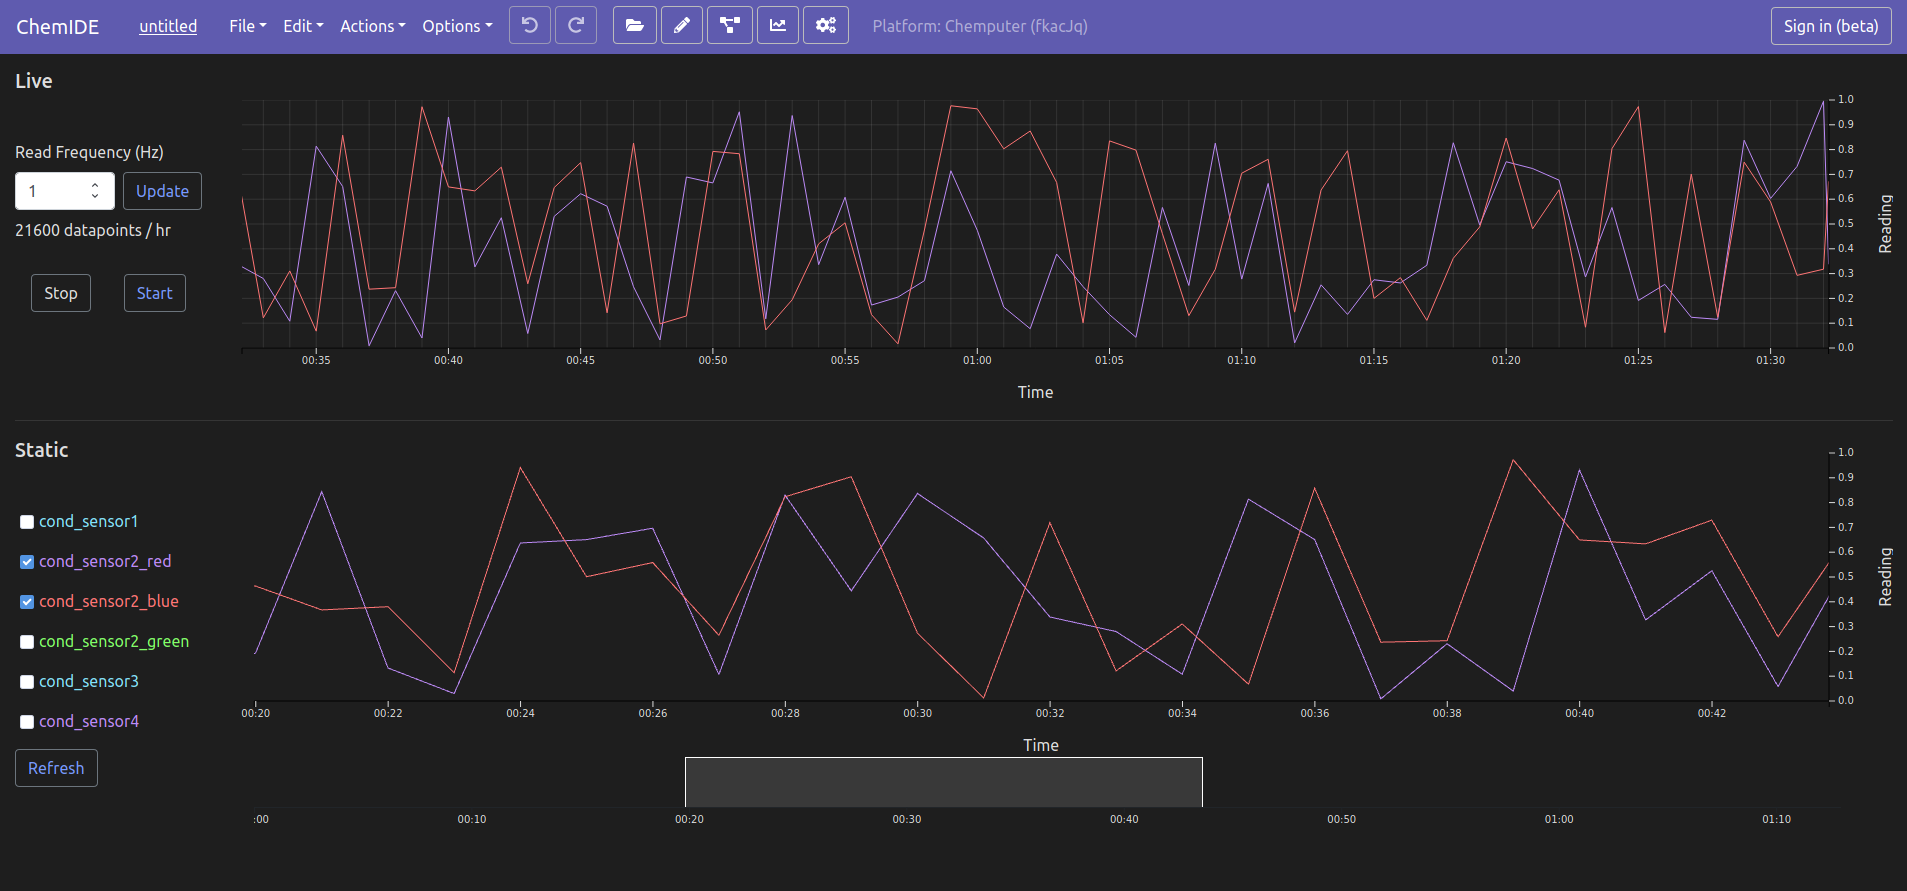 ChemIDE untitled File Edit Actions Options Platform: Chemputer (fkacJq) Sign in (beta)
Live
Read Frequency (Hz)
1 Update
21600 datapoints / hr
Stop Start
1.0
0.9
0.8
0.7
0.6
0.5
0.4
0.3
0.2
0.1
0.0
Reading
00:35 00:40 00:45 00:50 00:55 01:00 01:05 01:10 01:15 01:20 01:25 01:30
Time
Static
cond_sensor1
cond_sensor2_red
cond_sensor2_blue
cond_sensor2_green
cond_sensor3
cond_sensor4
Refresh
1.0
0.9
0.8
0.7
0.6
0.5
0.4
0.3
0.2
0.1
0.0
Reading
00:20 00:22 00:24 00:26 00:28 00:30 00:32 00:34 00:36 00:38 00:40 00:42
Time
:00 00:10 00:20 00:30 00:40 00:50 01:00 01:10